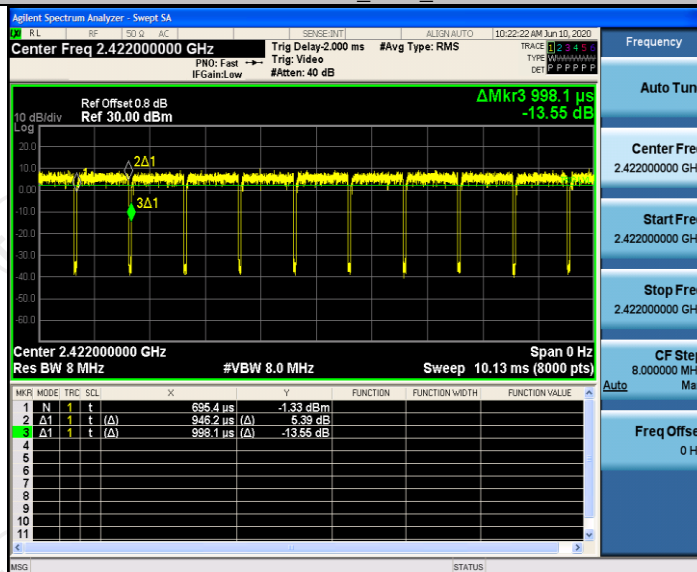 Agilent Spectrum Analyzer - Swept SA
RL RF 50 Ω AC SENSE:INT ALIGN AUTO 10:22:22 AM Jun 10, 2020
Center Freq 2.422000000 GHz
PNO: Fast
IFGain:Low
Trig Delay-2.000 ms
Trig: Video
#Atten: 40 dB
#Avg Type: RMS
TRACE 1 2 3 4 5 6
TYPE W
DET P P P P P P
Ref Offset 0.8 dB
Ref 30.00 dBm
10 dB/div
Log
ΔMkr3 998.1 µs
-13.55 dB
20.0
10.0
0.00
-10.0
-20.0
-30.0
-40.0
-50.0
-60.0
2Δ1
3Δ1
Center 2.422000000 GHz Span 0 Hz
Res BW 8 MHz #VBW 8.0 MHz Sweep 10.13 ms (8000 pts)
MKR MODE TRC SCL X Y FUNCTION FUNCTION WIDTH FUNCTION VALUE
1 N 1 t 695.4 µs -1.33 dBm
2 Δ1 1 t (Δ) 946.2 µs (Δ) 5.39 dB
3 Δ1 1 t (Δ) 998.1 µs (Δ) -13.55 dB
4
5
6
7
8
9
10
11
MSG STATUS
Frequency
Auto Tun
Center Fre
2.422000000 GH
Start Fre
2.422000000 GH
Stop Fre
2.422000000 GH
CF Step
8.000000 MH
Auto Ma
Freq Offse
0 H